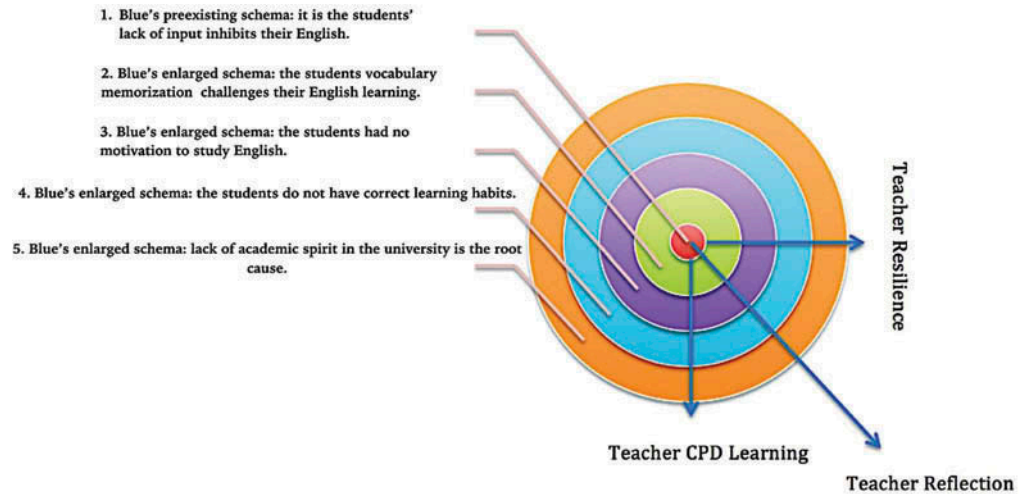 1. Blue's preexisting schema: it is the students'
lack of input inhibits their English.
2. Blue's enlarged schema: the students vocabulary
memorization challenges their English learning.
3. Blue's enlarged schema: the students had no
motivation to study English.
4. Blue's enlarged schema: the students do not have correct learning habits.
5. Blue's enlarged schema: lack of academic spirit in the university is the root
cause.
Teacher Resilience
Teacher CPD Learning
Teacher Reflection